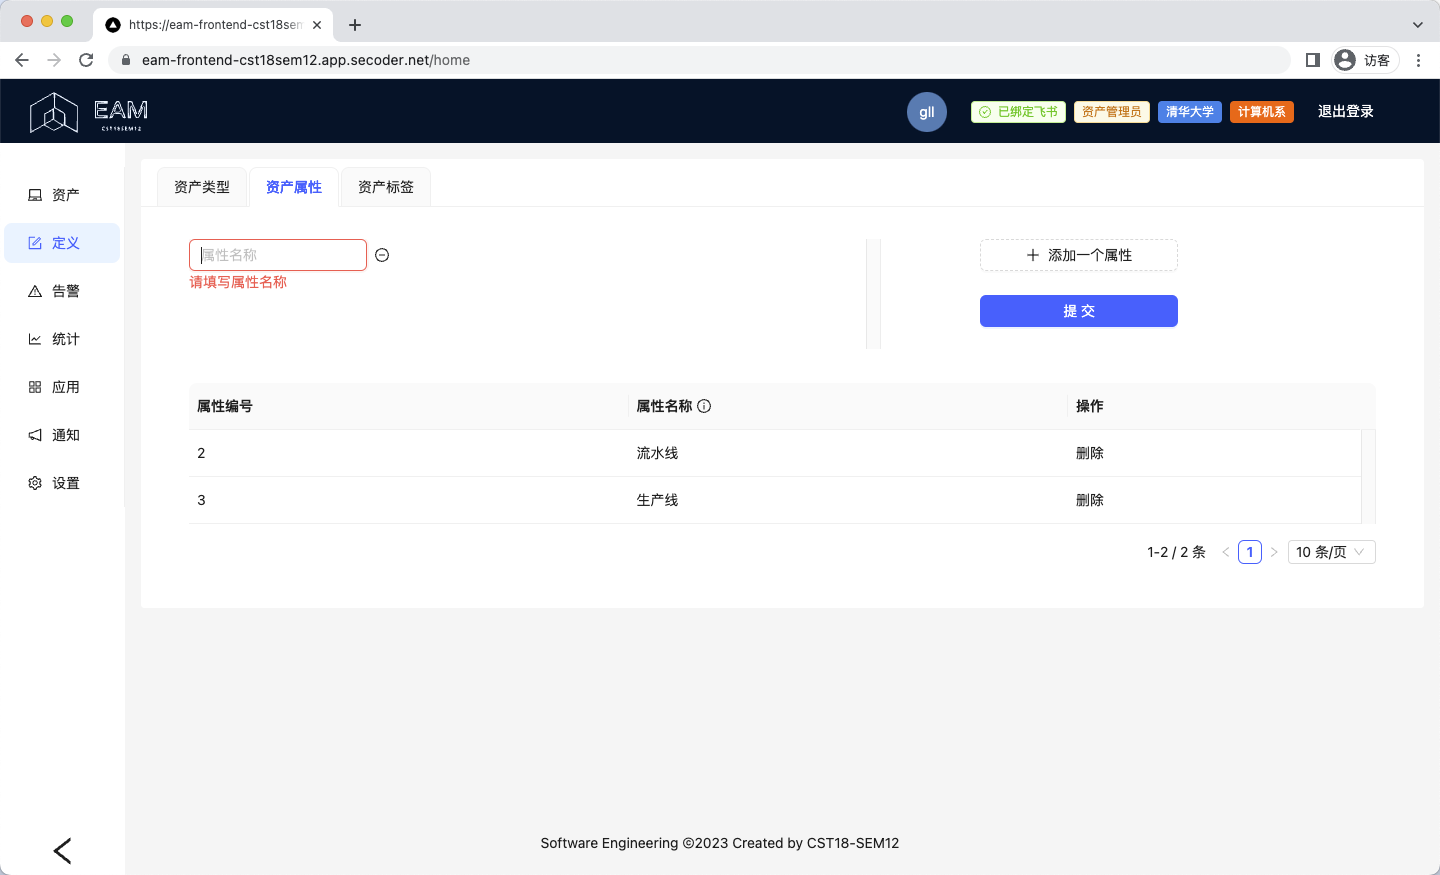 https://eam-frontend-cst18sem
eam-frontend-cst18sem12.app.secoder.net/home
访客
EAM
CST18SEM12
gll
已绑定飞书
资产管理员
清华大学
计算机系
退出登录
资产
定义
告警
统计
应用
通知
设置
资产类型
资产属性
资产标签
属性名称
请填写属性名称
添加一个属性
提 交
属性编号 属性名称 操作
2 流水线 删除
3 生产线 删除
1-2 / 2 条
1
10 条/页
Software Engineering ©2023 Created by CST18-SEM12